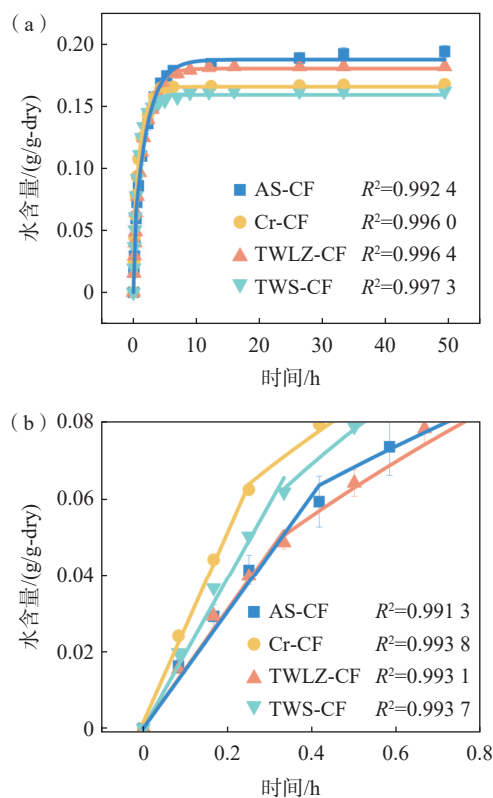 （a）
0.20
0.15
0.10
0.05
0
水含量/(g/g-dry)
AS-CF R²=0.992 4
Cr-CF R²=0.996 0
TWLZ-CF R²=0.996 4
TWS-CF R²=0.997 3
0 10 20 30 40 50
时间/h
（b）
0.08
0.06
0.04
0.02
0
水含量/(g/g-dry)
AS-CF R²=0.991 3
Cr-CF R²=0.993 8
TWLZ-CF R²=0.993 1
TWS-CF R²=0.993 7
0 0.2 0.4 0.6 0.8
时间/h